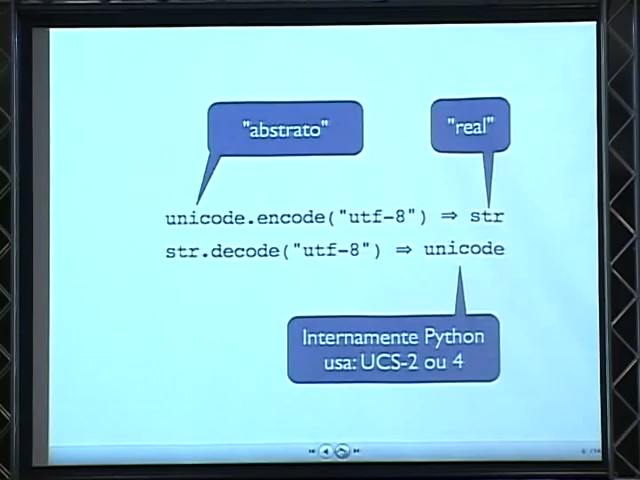 "abstrato"
"real"
unicode.encode("utf-8") ⇒ str
str.decode("utf-8") ⇒ unicode
Internamente Python
usa: UCS-2 ou 4